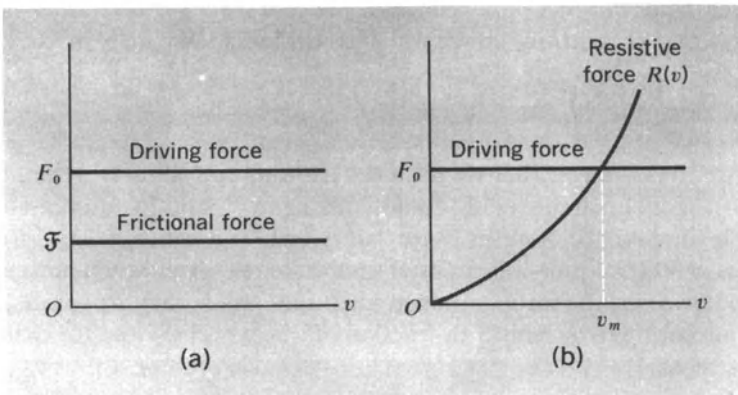 Driving force
F₀
Frictional force
ℱ
O
v
(a)
Resistive
force R(v)
Driving force
F₀
O
v
vₘ
(b)